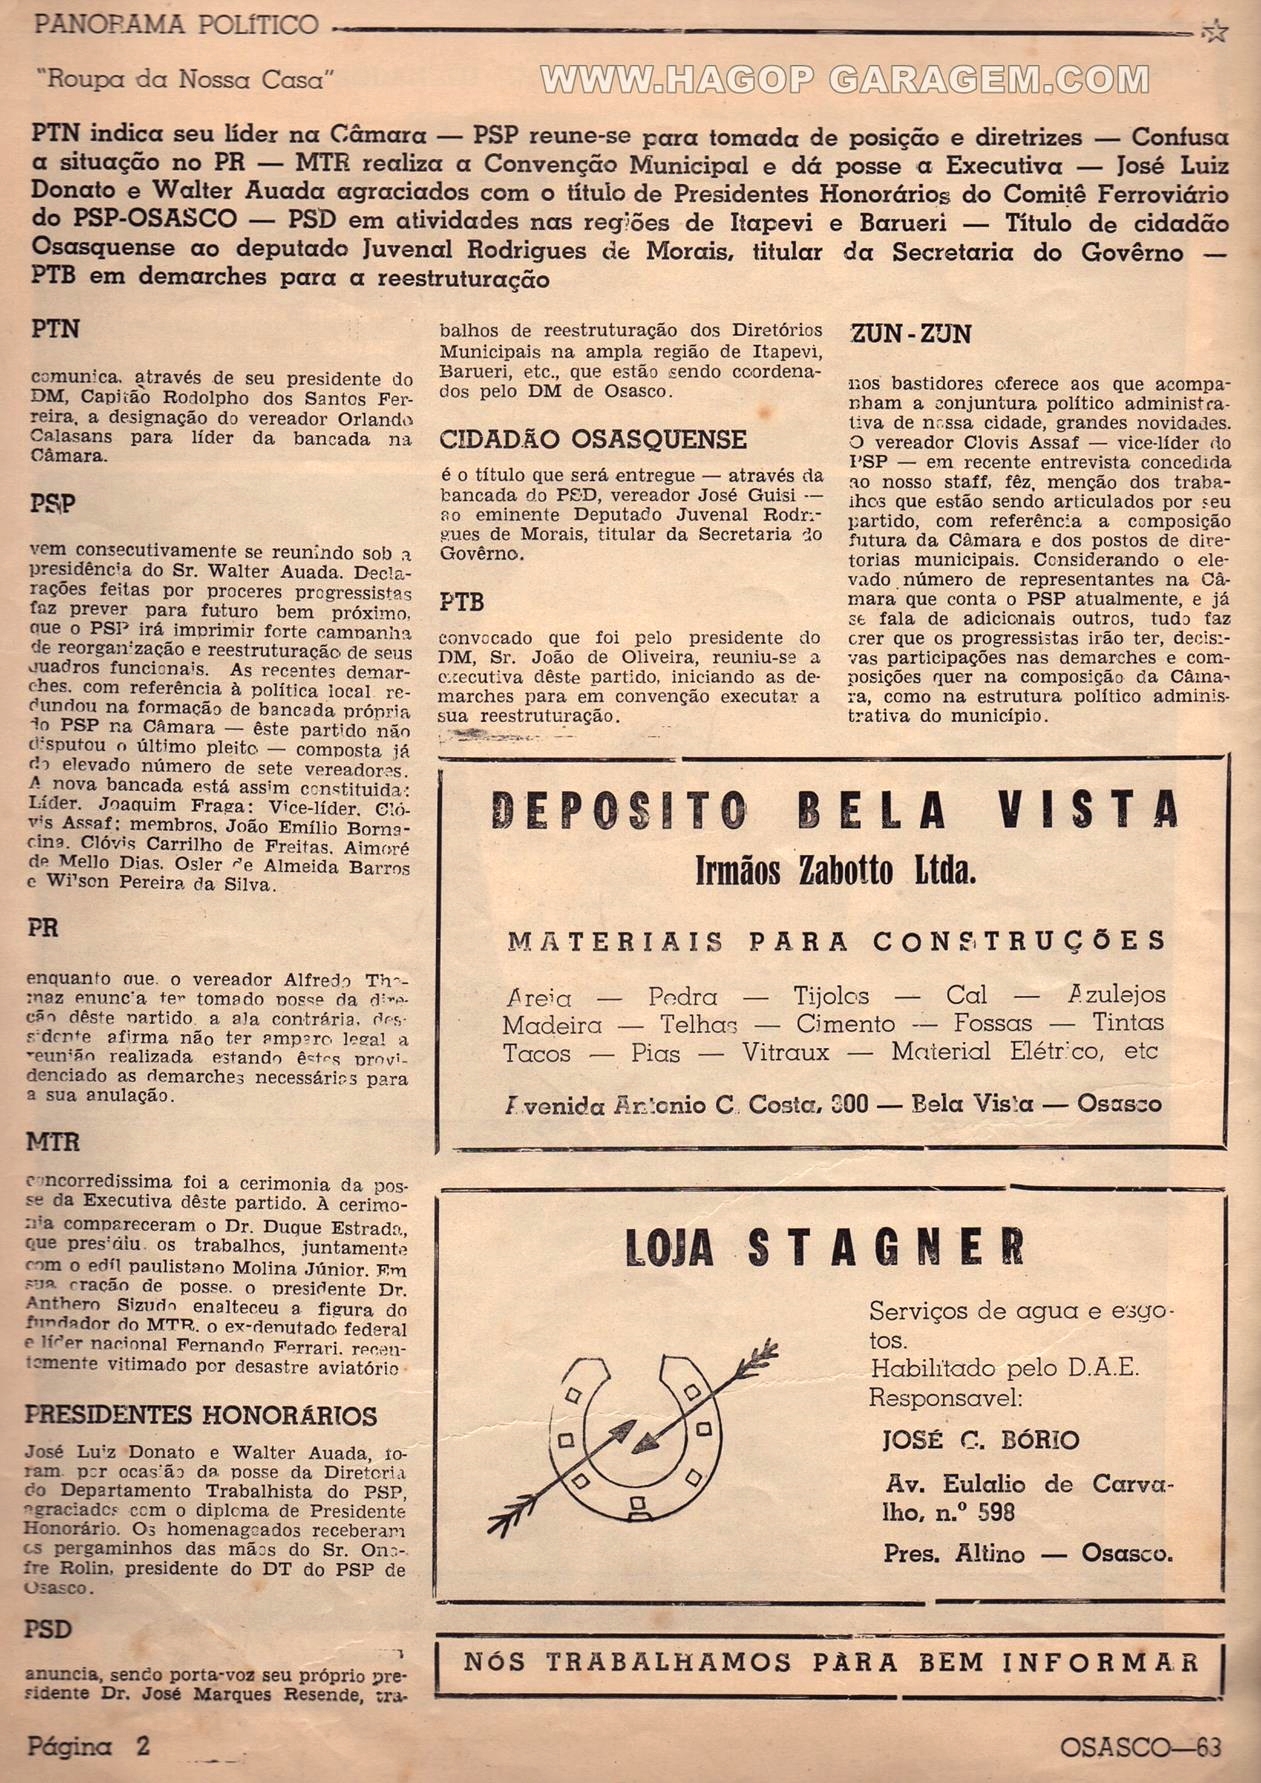 PANORAMA POLÍTICO
"Roupa da Nossa Casa"
WWW.HAGOP GARAGEM.COM
PTN indica seu líder na Câmara — PSP reune-se para tomada de posição e diretrizes — Confusa
a situação no PR — MTR realiza a Convenção Municipal e dá posse a Executiva — José Luiz
Donato e Walter Auada agraciados com o título de Presidentes Honorários do Comitê Ferroviário
do PSP-OSASCO — PSD em atividades nas regiões de Itapevi e Barueri — Título de cidadão
Osasquense ao deputado Juvenal Rodrigues de Morais, titular da Secretaria do Govêrno —
PTB em demarches para a reestruturação
PTN
comunica, através de seu presidente do
DM, Capitão Rodolpho dos Santos Fer-
reira, a designação do vereador Orlando
Calasans para líder da bancada na
Câmara.
PSP
vem consecutivamente se reunindo sob a
presidência do Sr. Walter Auada. Decla-
rações feitas por proceres progressistas
faz prever para futuro bem próximo,
que o PSP irá imprimir forte campanha
de reorganização e reestruturação de seus
quadros funcionais. As recentes demar-
ches, com referência à política local re-
dundou na formação de bancada própria
do PSP na Câmara — êste partido não
disputou o último pleito — composta já
do elevado número de sete vereadores.
A nova bancada está assim constituida:
Líder, Joaquim Fraga; Vice-líder, Cló-
vis Assaf; membros, João Emílio Borna-
cina, Clóvis Carrilho de Freitas, Aimoré
de Mello Dias, Osler de Almeida Barros
e Wilson Pereira da Silva.
PR
enquanto que, o vereador Alfredo Tho-
maz enuncia ter tomado posse da dire-
ção dêste partido, a ala contrária, dis-
sidente afirma não ter amparo legal a
reunião realizada estando êstes provi-
denciado as demarches necessárias para
a sua anulação.
MTR
concorredissima foi a cerimonia da pos-
se da Executiva dêste partido. A cerimo-
nia compareceram o Dr. Duque Estrada,
que presidiu os trabalhos, juntamente
com o edíl paulistano Molina Júnior. Em
sua oração de posse, o presidente Dr.
Anthero Sizudo enalteceu a figura do
fundador do MTR, o ex-deputado federal
e líder nacional Fernando Ferrari, recen-
temente vitimado por desastre aviatório
PRESIDENTES HONORÁRIOS
José Luiz Donato e Walter Auada, fo-
ram por ocasião da posse da Diretoria
do Departamento Trabalhista do PSP,
agraciados com o diploma de Presidente
Honorário. Os homenageados receberam
os pergaminhos das mãos do Sr. Ono-
fre Rolin, presidente do DT do PSP de
Osasco.
PSD
anuncia, sendo porta-voz seu próprio pre-
sidente Dr. José Marques Resende, tra-
balhos de reestruturação dos Diretórios
Municipais na ampla região de Itapevi,
Barueri, etc., que estão sendo coordena-
dos pelo DM de Osasco.
CIDADÃO OSASQUENSE
é o título que será entregue — através da
bancada do PSD, vereador José Guisi —
ao eminente Deputado Juvenal Rodri-
gues de Morais, titular da Secretaria do
Govêrno.
PTB
convocado que foi pelo presidente do
DM, Sr. João de Oliveira, reuniu-se a
executiva dêste partido, iniciando as de-
marches para em convenção executar a
sua reestruturação.
ZUN-ZUN
nos bastidores oferece aos que acompa-
nham a conjuntura político administra-
tiva de nossa cidade, grandes novidades.
O vereador Clovis Assaf — vice-líder do
PSP — em recente entrevista concedida
ao nosso staff, fêz, menção dos traba-
lhos que estão sendo articulados por seu
partido, com referência a composição
futura da Câmara e dos postos de dire-
torias municipais. Considerando o ele-
vado número de representantes na Câ-
mara que conta o PSP atualmente, e já
se fala de adicionais outros, tudo faz
crer que os progressistas irão ter, decisi-
vas participações nas demarches e com-
posições quer na composição da Câma-
ra, como na estrutura político adminis-
trativa do município.
DEPOSITO BELA VISTA
Irmãos Zabotto Ltda.
MATERIAIS PARA CONSTRUÇÕES
Areia — Pedra — Tijolos — Cal — Azulejos
Madeira — Telhas — Cimento — Fossas — Tintas
Tacos — Pias — Vitraux — Material Elétrico, etc
Avenida Antonio C. Costa, 300 — Bela Vista — Osasco
LOJA STAGNER
Serviços de agua e esgo-
tos.
Habilitado pelo D.A.E.
Responsavel:
JOSÉ C. BÓRIO
Av. Eulalio de Carva-
lho, n.º 598
Pres. Altino — Osasco.
NÓS TRABALHAMOS PARA BEM INFORMAR
Página 2
OSASCO—63